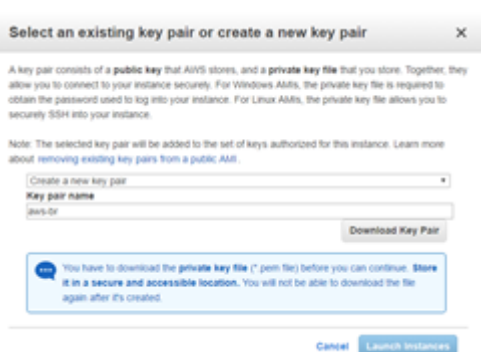 Select an existing key pair or create a new key pair
A key pair consists of a public key that AWS stores, and a private key file that you store. Together, they
allow you to connect to your instance securely. For Windows AMIs, the private key file is required to
obtain the password used to log into your instance. For Linux AMIs, the private key file allows you to
securely SSH into your instance.
Note: The selected key pair will be added to the set of keys authorized for this instance. Learn more
about removing existing key pairs from a public AMI.
Create a new key pair
Key pair name
aws-br
Download Key Pair
You have to download the private key file (*.pem file) before you can continue. Store
it in a secure and accessible location. You will not be able to download the file
again after it's created.
Cancel Launch Instances